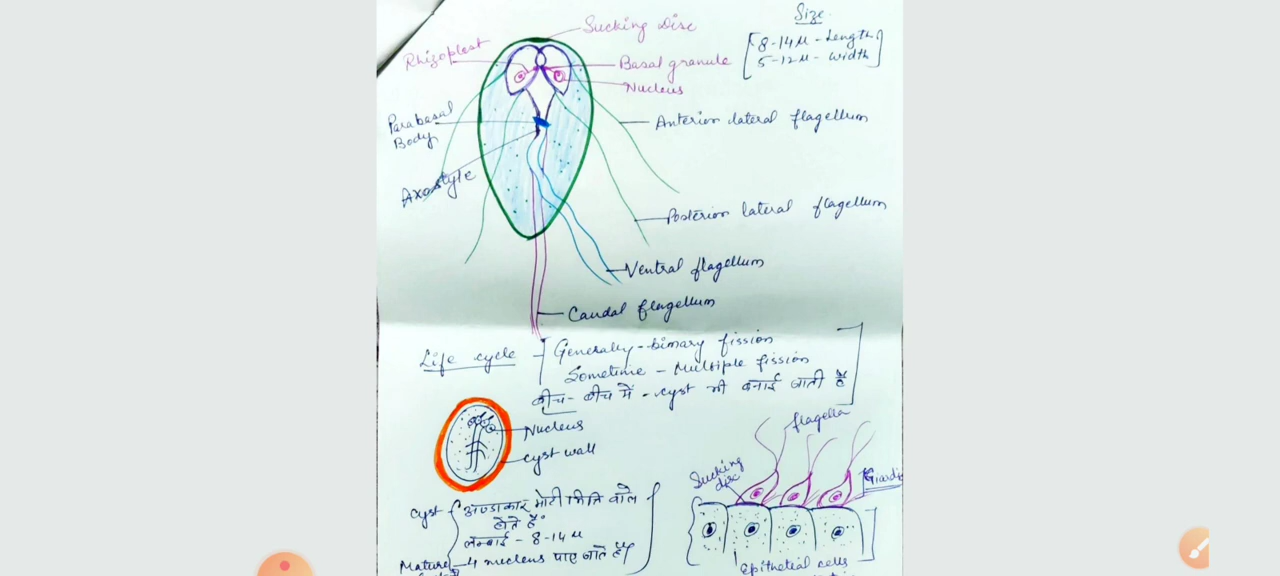 Size
8-14µ - Length
5-12µ - width
Sucking Disc
Rhizoplast
Basal granule
Nucleus
Parabasal
Body
Anterior lateral flagellum
Axostyle
Posterior lateral flagellum
Ventral flagellum
Caudal flagellum
Life cycle - Generally - binary fission
Sometime - Multiple fission
बीच - बीच में - cyst भी बनाई जाती है
Nucleus
Cyst wall
flagella
Sucking
disc
Giardi
Cyst अण्डाकार मोटी भित्ति वाले
होते हैं
लम्बाई - 8-14µ
Mature - 4 nucleus पाए जाते हैं
Epithetial cells